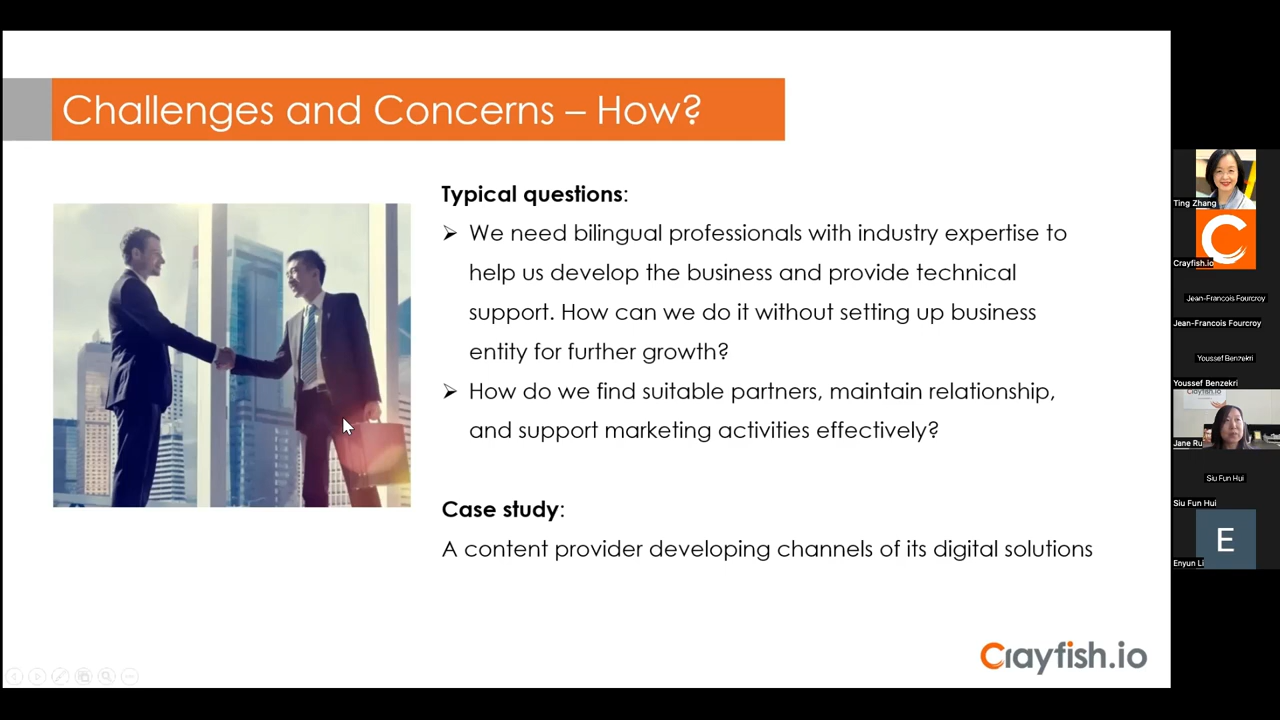 Challenges and Concerns – How?
Typical questions:
We need bilingual professionals with industry expertise to
help us develop the business and provide technical
support. How can we do it without setting up business
entity for further growth?
How do we find suitable partners, maintain relationship,
and support marketing activities effectively?
Case study:
A content provider developing channels of its digital solutions
Crayfish.io
Ting Zhang
Crayfish.io
Jean-Francois Fourcroy
Jean-Francois Fourcroy
Youssef Benzekri
Youssef Benzekri
Crayfish.io
Jane Ru
Siu Fun Hui
Siu Fun Hui
E
Enyun Li